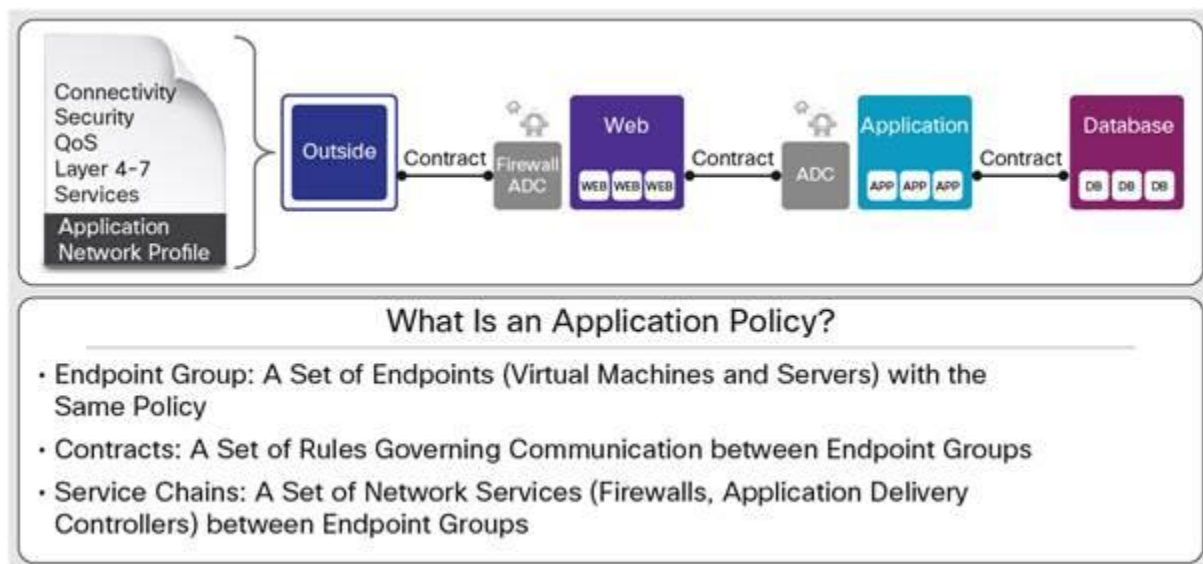 Connectivity
Security
QoS
Layer 4-7
Services
Application
Network Profile
Outside
Contract
Firewall
ADC
Web
WEB WEB WEB
Contract
ADC
Application
APP APP APP
Contract
Database
DB DB DB
What Is an Application Policy?
• Endpoint Group: A Set of Endpoints (Virtual Machines and Servers) with the
Same Policy
• Contracts: A Set of Rules Governing Communication between Endpoint Groups
• Service Chains: A Set of Network Services (Firewalls, Application Delivery
Controllers) between Endpoint Groups